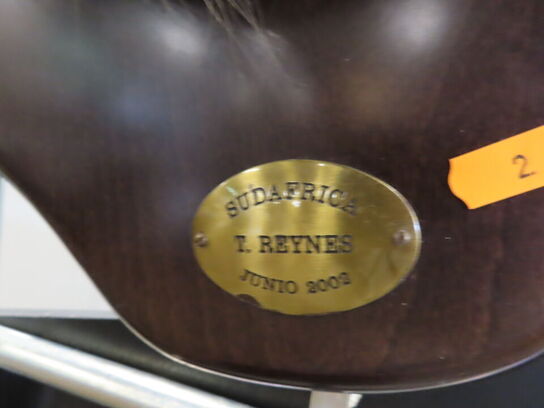 SUDAFRICA
T. REYNES
JUNIO 2002
2